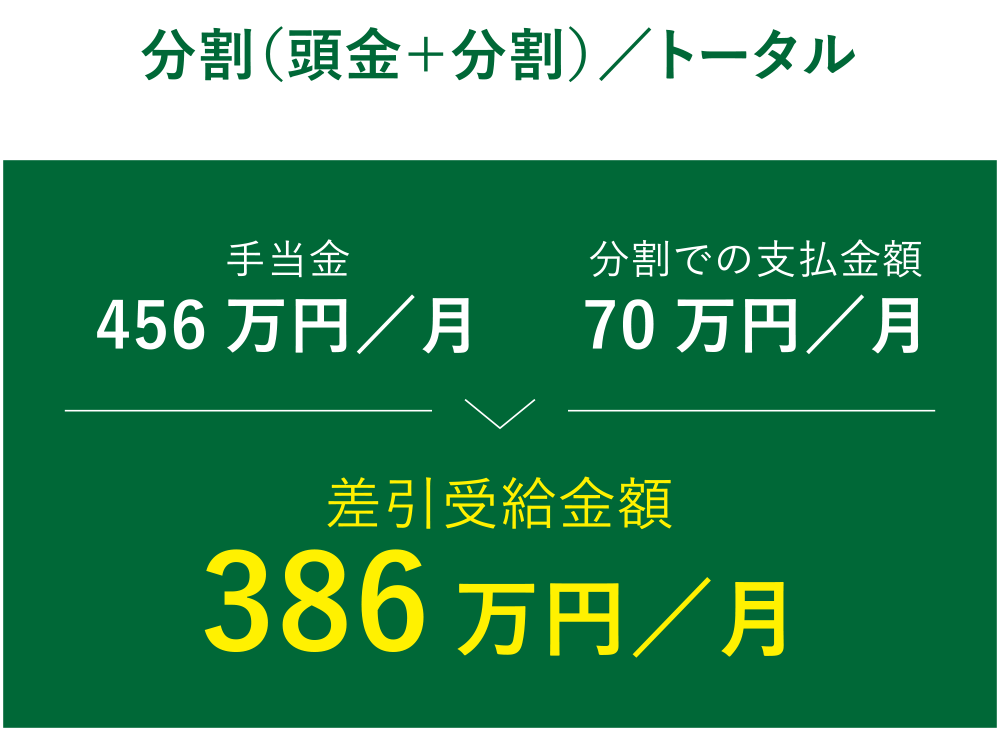 分割（頭金＋分割）／トータル
手当金
456 万円／月
分割での支払金額
70 万円／月
差引受給金額
386 万円／月